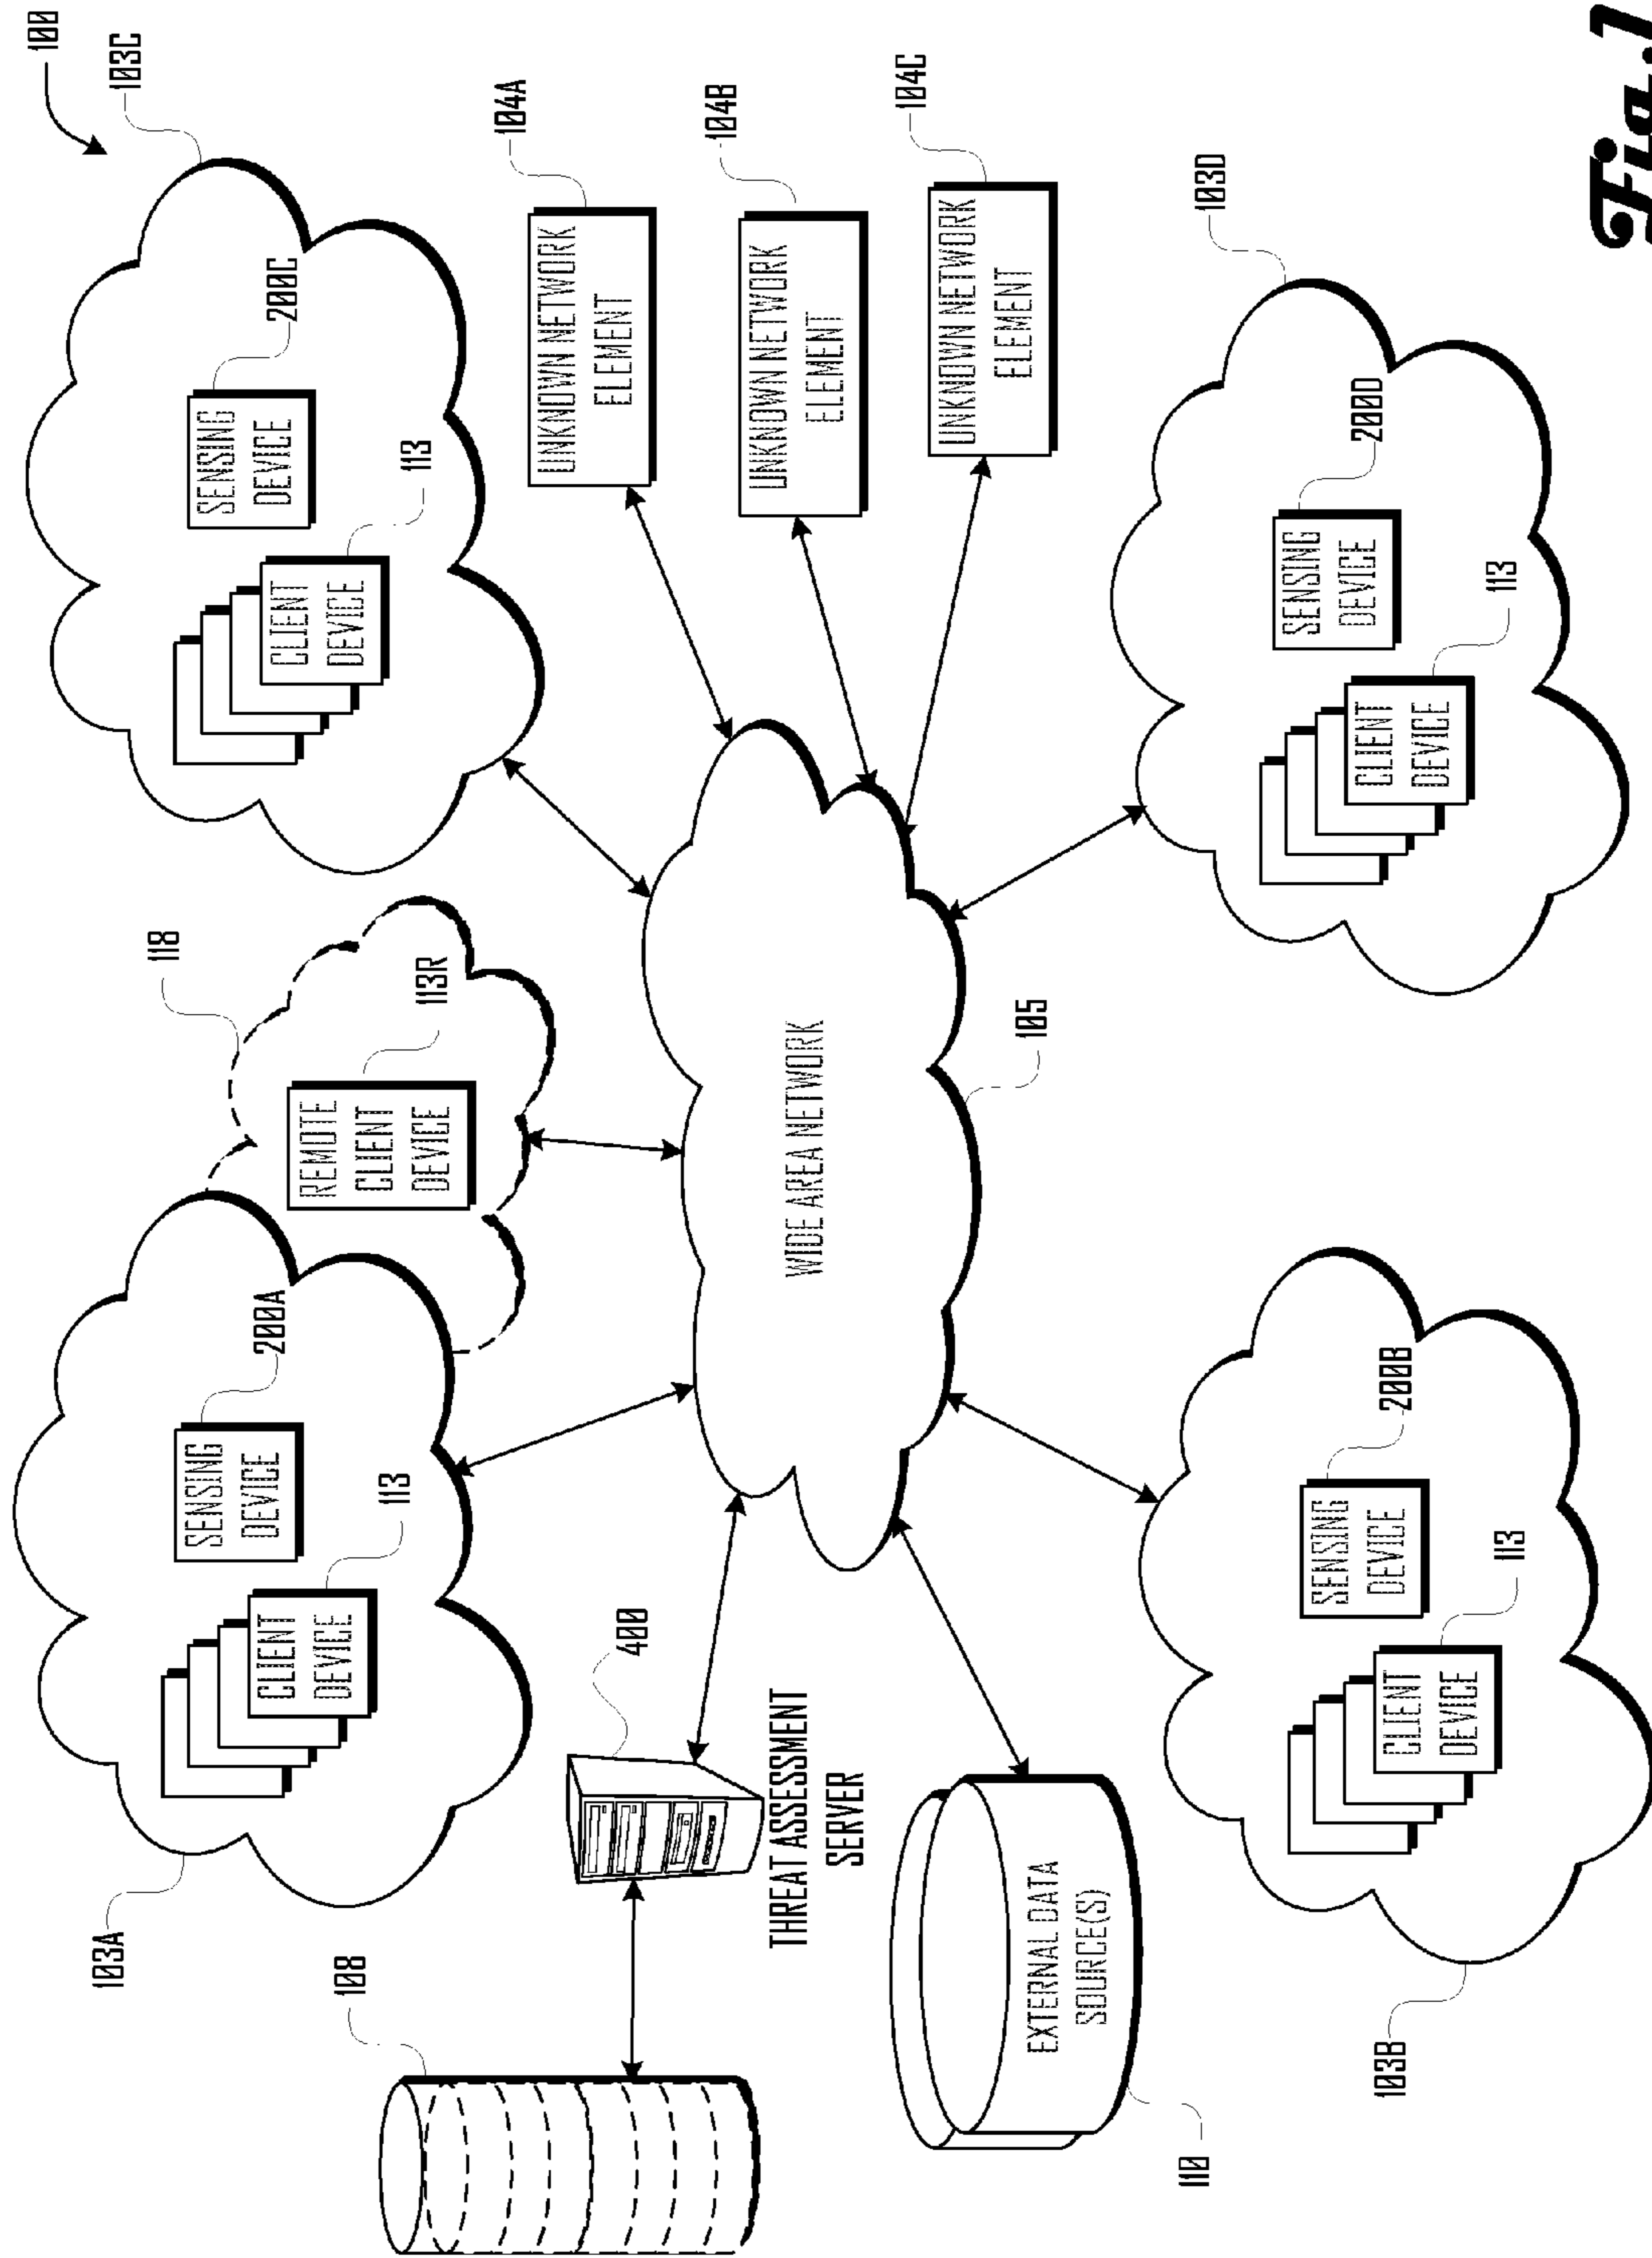 100
103A
SENSING
DEVICE
200A
CLIENT
DEVICE
113
118
REMOTE
CLIENT
DEVICE
113R
103C
SENSING
DEVICE
200C
CLIENT
DEVICE
113
108
400
THREAT ASSESSMENT
SERVER
UNKNOWN NETWORK
ELEMENT
104A
UNKNOWN NETWORK
ELEMENT
104B
UNKNOWN NETWORK
ELEMENT
104C
WIDE AREA NETWORK
105
EXTERNAL DATA
SOURCE(S)
110
103B
SENSING
DEVICE
200B
CLIENT
DEVICE
113
103D
SENSING
DEVICE
200D
CLIENT
DEVICE
113
Fig.1